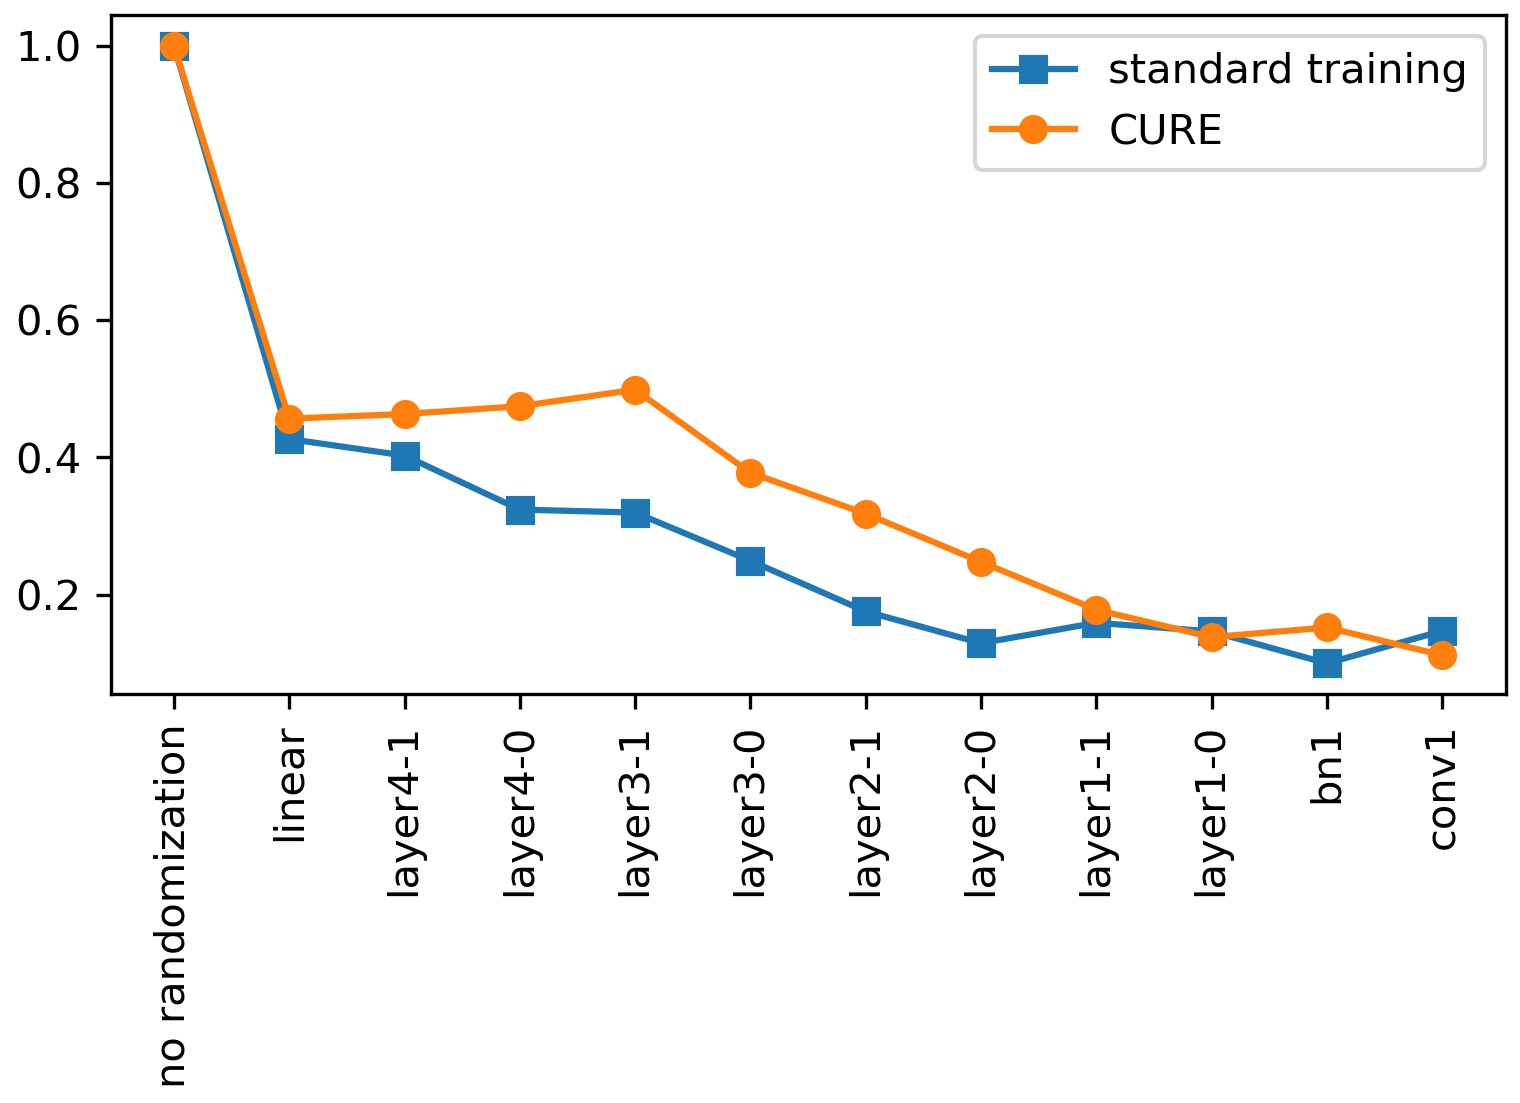 1.0
0.8
0.6
0.4
0.2
standard training
CURE
no randomization
linear
layer4-1
layer4-0
layer3-1
layer3-0
layer2-1
layer2-0
layer1-1
layer1-0
bn1
conv1